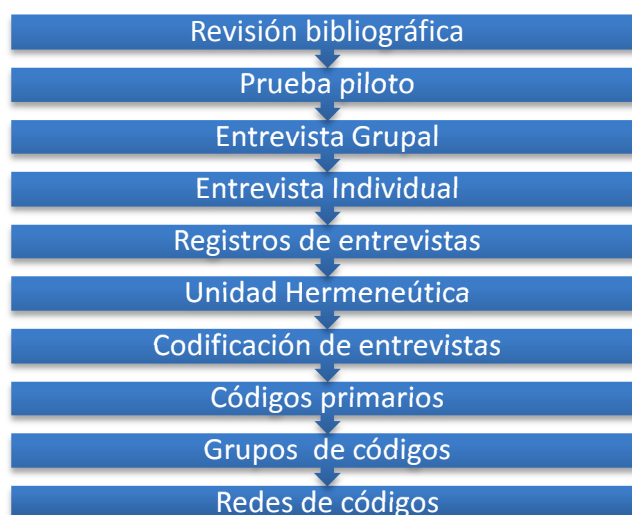 Revisión bibliográfica
Prueba piloto
Entrevista Grupal
Entrevista Individual
Registros de entrevistas
Unidad Hermeneútica
Codificación de entrevistas
Códigos primarios
Grupos de códigos
Redes de códigos